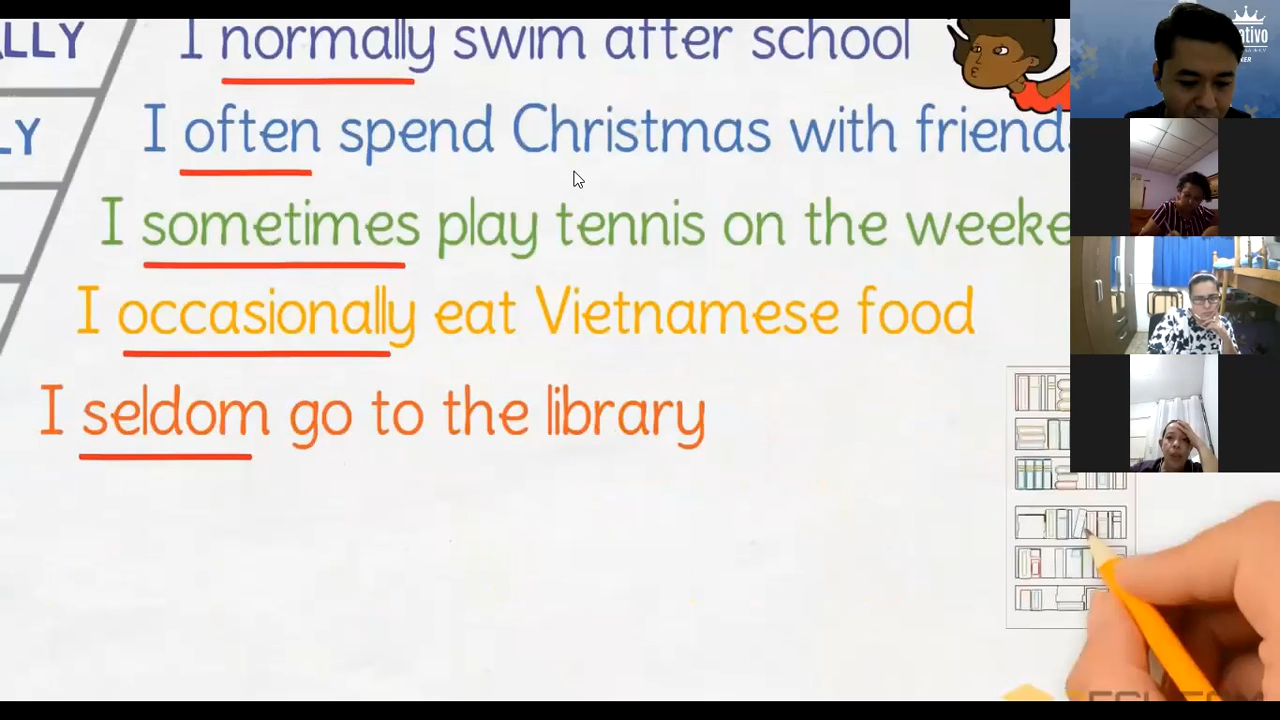 LLY I normally swim after school
LY I often spend Christmas with friends
I sometimes play tennis on the weeke
I occasionally eat Vietnamese food
I seldom go to the library